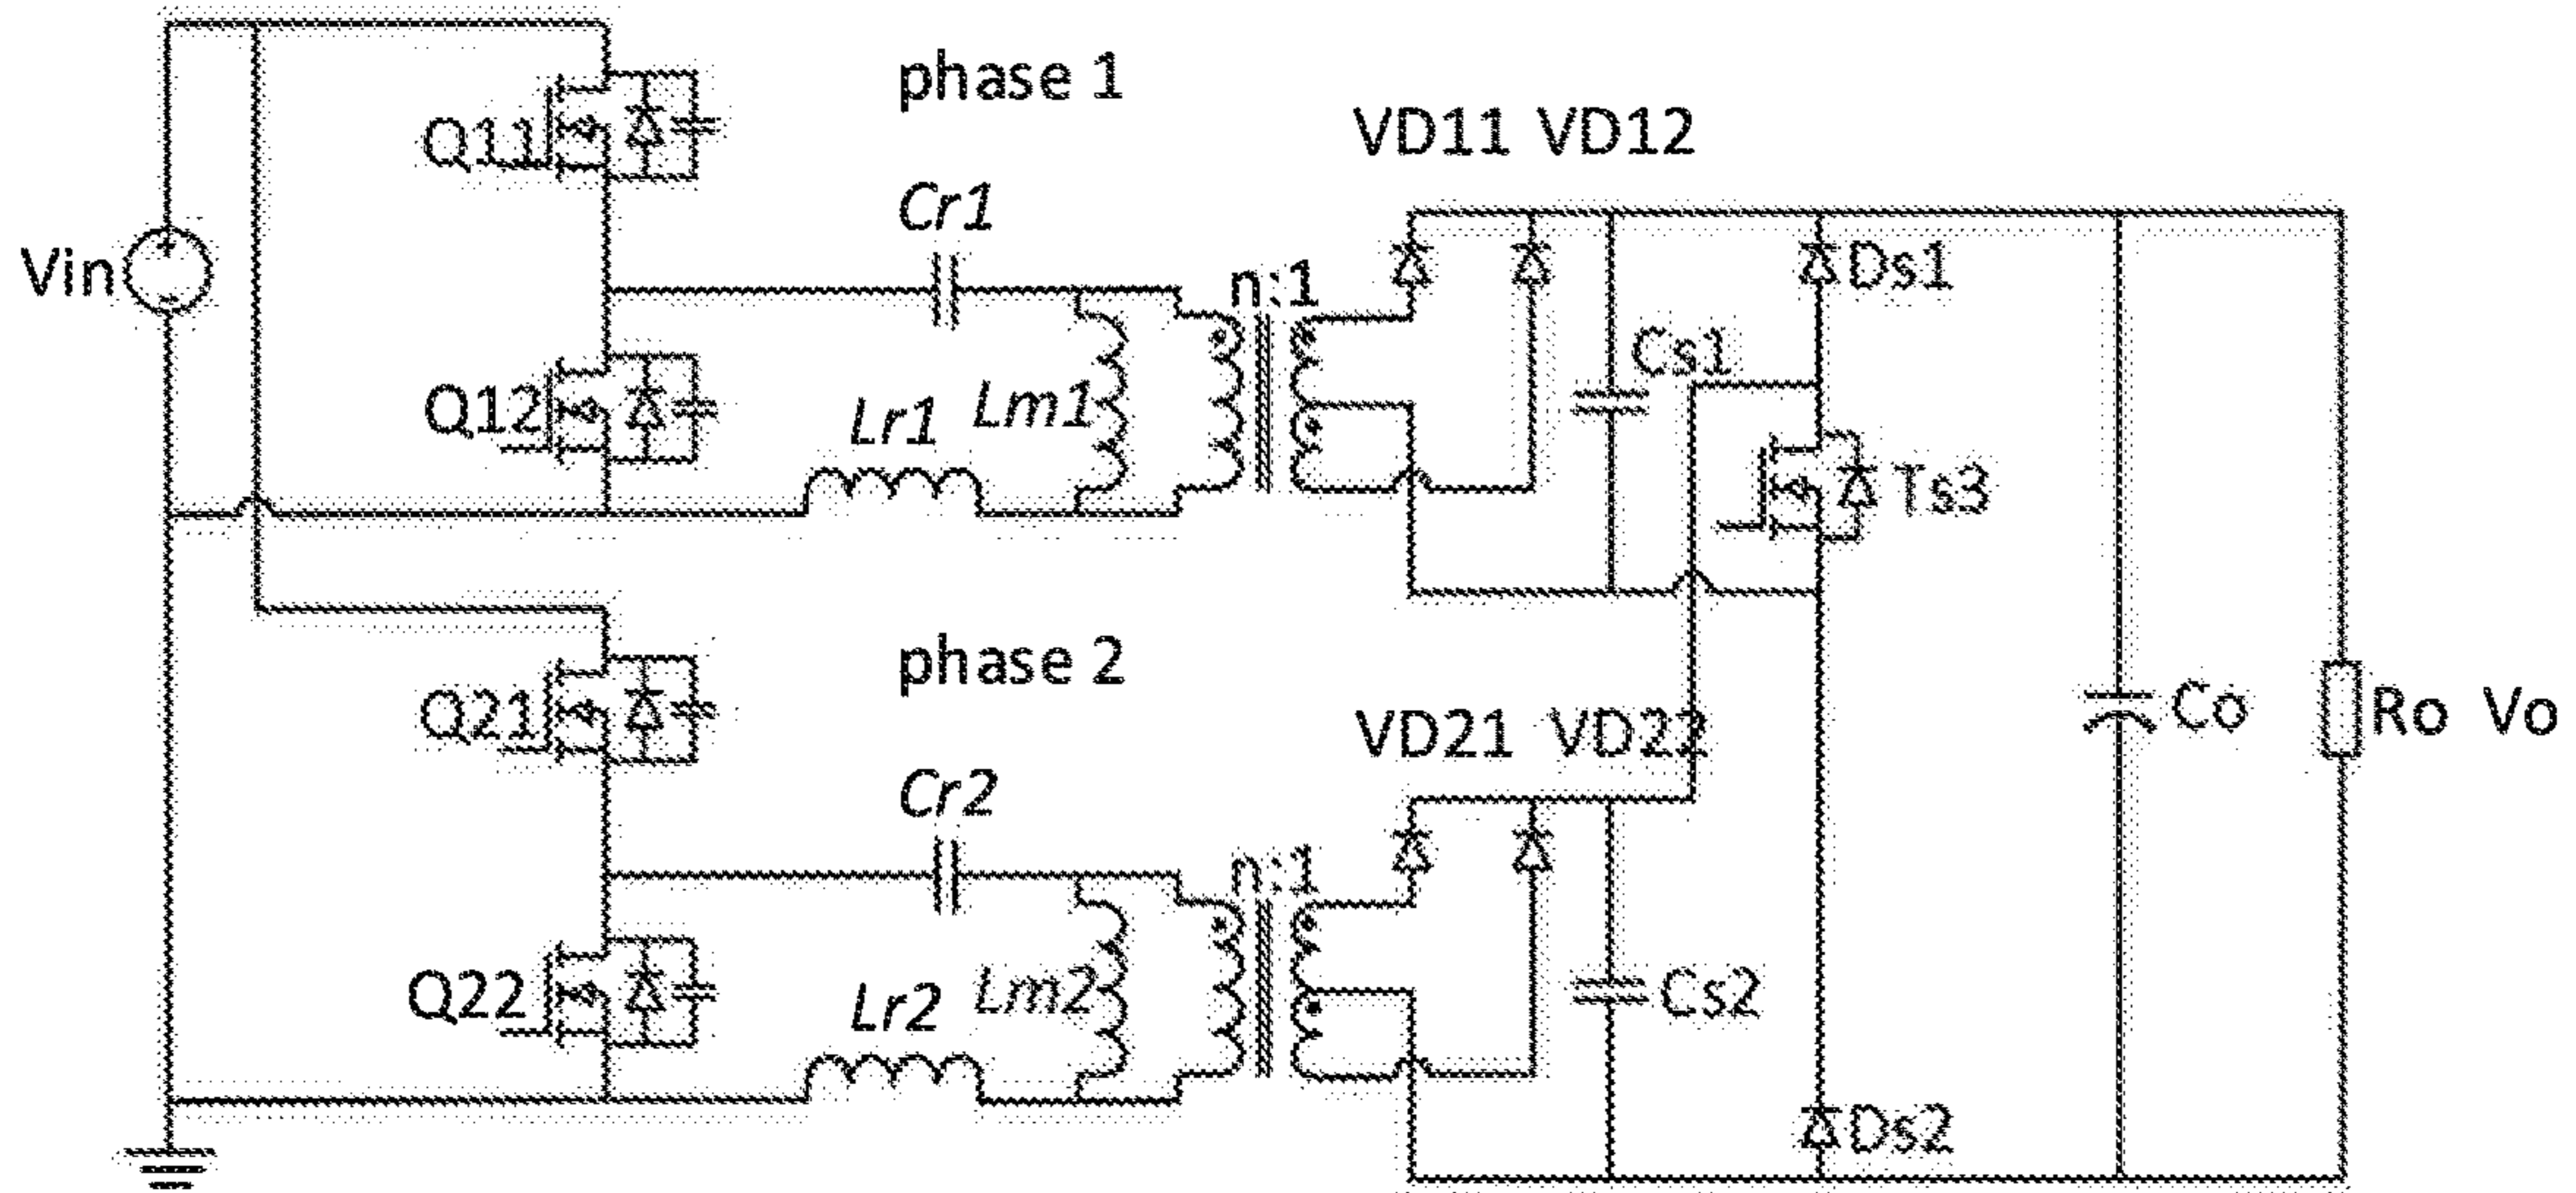 phase 1
VD11 VD12
Q11
Cr1
Vin
n:1
Ds1
Cs1
Q12
Lr1
Lm1
Ts3
phase 2
Q21
VD21 VD22
Co
Ro Vo
Cr2
n:1
Q22
Lr2
Lm2
Cs2
Ds2